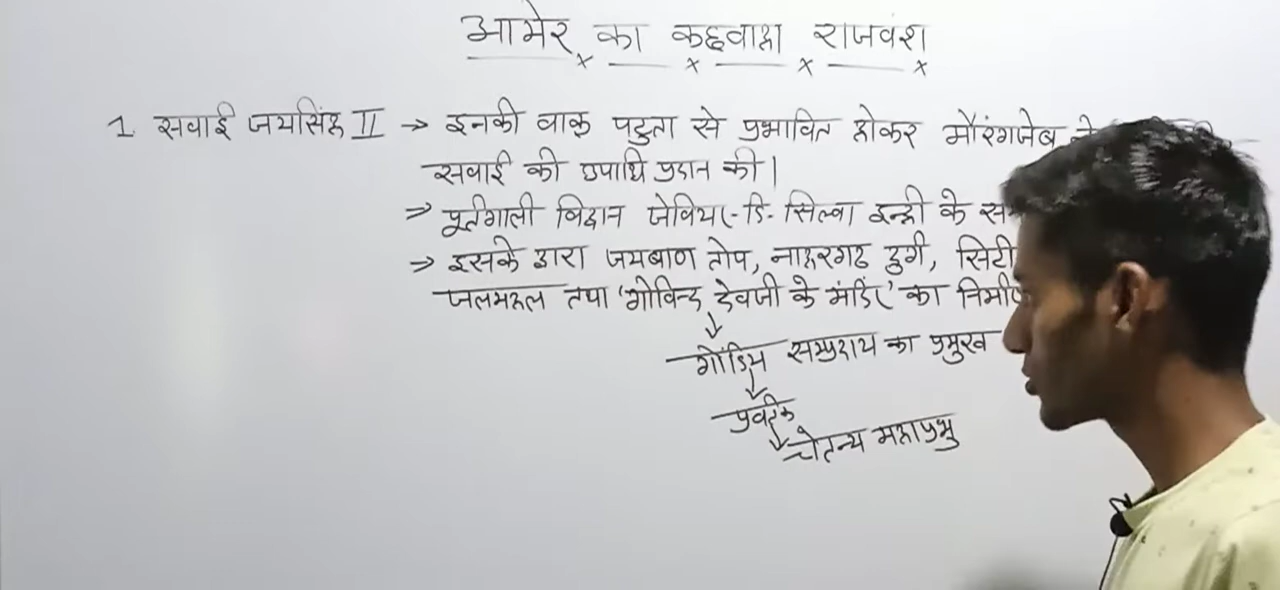 आमेर का कछवाहा राजवंश
1 सवाई जयसिंह II → इनकी वाक् पटुता से प्रभावित होकर औरंगजेब ने
सवाई की उपाधि प्रदान की।
⇒ पुर्तगाली विद्वान जेवियर-डि-सिल्वा इन्हीं के
⇒ इसके द्वारा जयबाण तोप, नाहरगढ दुर्ग, सिटी
जलमहल तथा 'गोविन्द देवजी के मंदिर' का
↓
गौडिय सम्प्रदाय का प्रमुख
↓
प्रवर्तक
↓
चेतन्य महाप्रभु